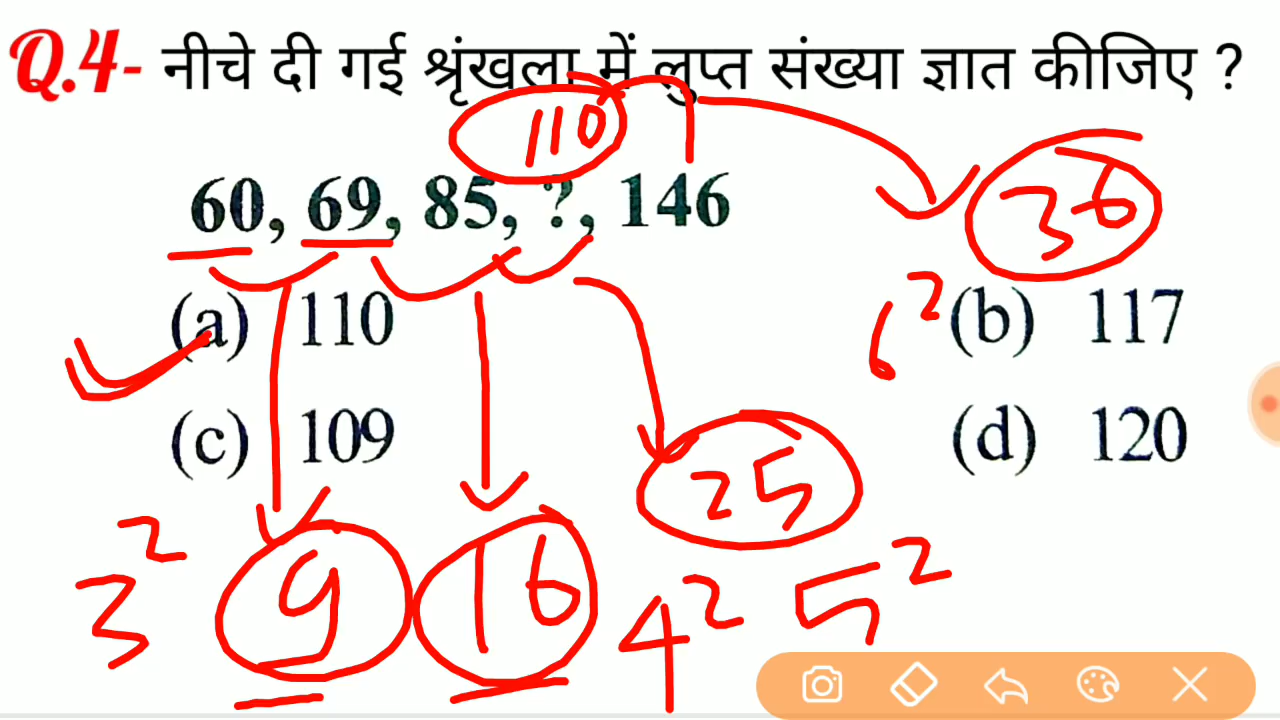 Q.4- नीचे दी गई श्रृंखला में लुप्त संख्या ज्ञात कीजिए ?
110
60, 69, 85, ?, 146
36
6²
(a) 110 (b) 117
(c) 109 (d) 120
25
3² 9 16 4² 5²